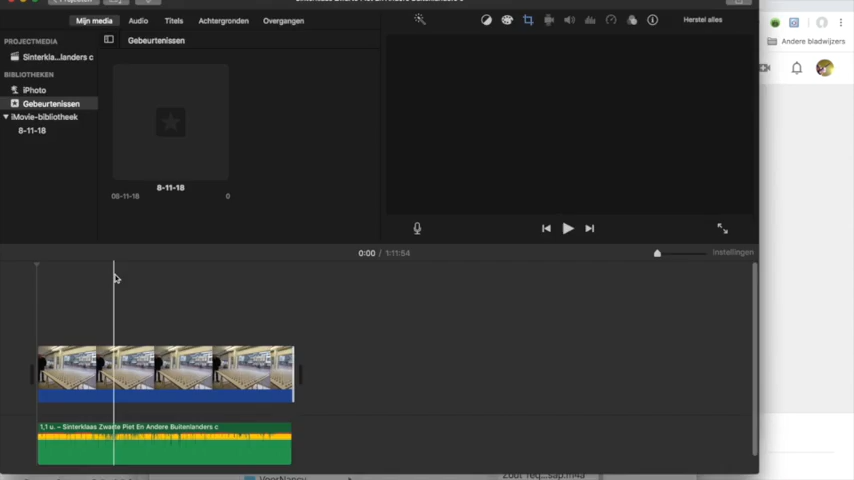 Mijn media
Audio
Titels
Achtergronden
Overgangen
Herstel alles
Andere bladwijzers
PROJECTMEDIA
Gebeurtenissen
Sinterkla...landers c
BIBLIOTHEKEN
iPhoto
Gebeurtenissen
iMovie-bibliotheek
8-11-18
8-11-18
08-11-18
0
0:00 / 1:11:54
Instellingen
1,1 u. – Sinterklaas Zwarte Piet En Andere Buitenlanders c